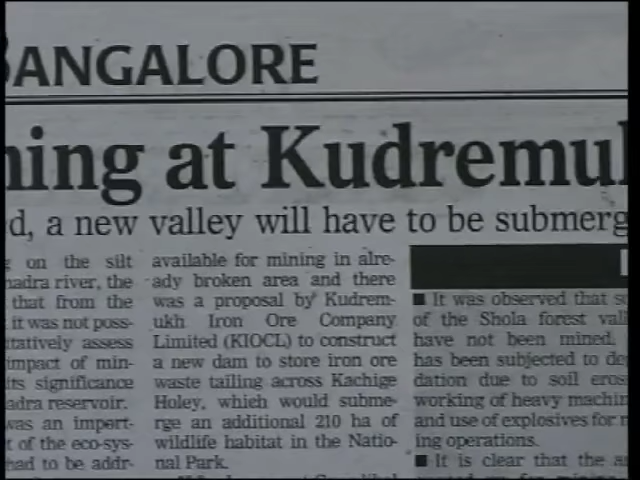 BANGALORE
ning at Kudremuk
d, a new valley will have to be submerg
on the silt
hadra river, the
that from the
it was not poss-
itatively assess
impact of min-
its significance
adra reservoir.
was an import-
t of the eco-sys-
had to be addr-
available for mining in alre-
ady broken area and there
was a proposal by Kudrem-
ukh Iron Ore Company
Limited (KIOCL) to construct
a new dam to store iron ore
waste tailing across Kachige
Holey, which would subme-
rge an additional 210 ha of
wildlife habitat in the Natio-
nal Park.
■ It was observed that so
of the Shola forest vall
have not been mined,
has been subjected to de
dation due to soil eros
working of heavy machin
and use of explosives for
ing operations.
■ It is clear that the a